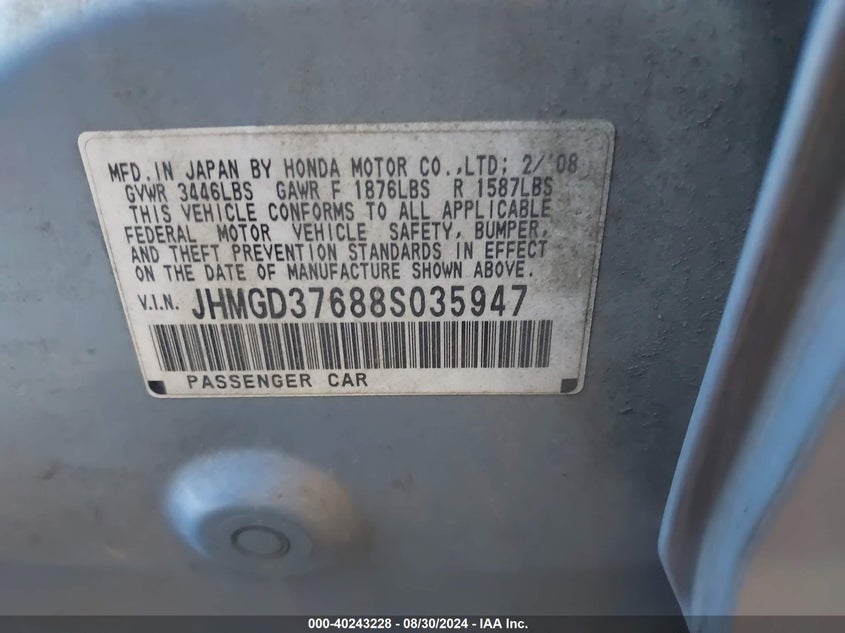 MFD.IN JAPAN BY HONDA MOTOR CO.,LTD; 2/'08
GVWR 3446LBS GAWR F 1876LBS R 1587LBS
THIS VEHICLE CONFORMS TO ALL APPLICABLE
FEDERAL MOTOR VEHICLE SAFETY, BUMPER,
AND THEFT PREVENTION STANDARDS IN EFFECT
ON THE DATE OF MANUFACTURE SHOWN ABOVE.
V.I.N. JHMGD37688S035947
PASSENGER CAR
000-40243228 - 08/30/2024 - IAA Inc.